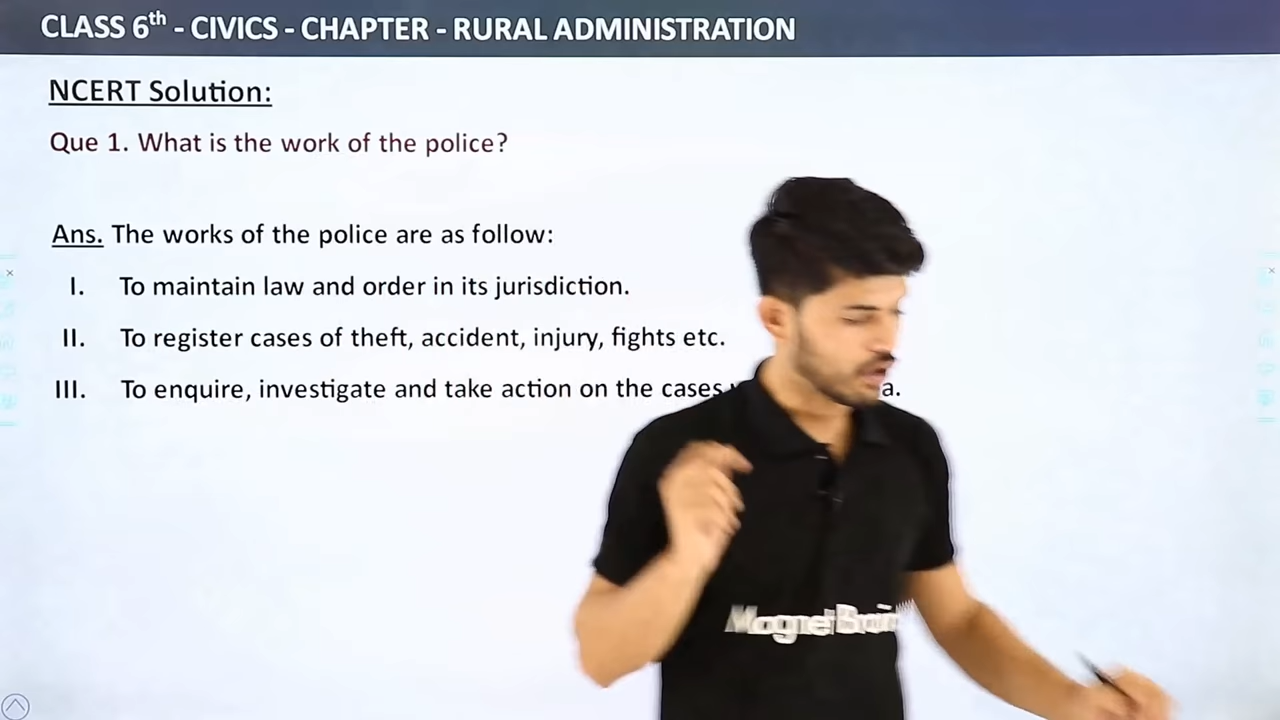 CLASS 6th - CIVICS - CHAPTER - RURAL ADMINISTRATION
NCERT Solution:
Que 1. What is the work of the police?
Ans. The works of the police are as follow:
I. To maintain law and order in its jurisdiction.
II. To register cases of theft, accident, injury, fights etc.
III. To enquire, investigate and take action on the cases a.
Magnet Brains